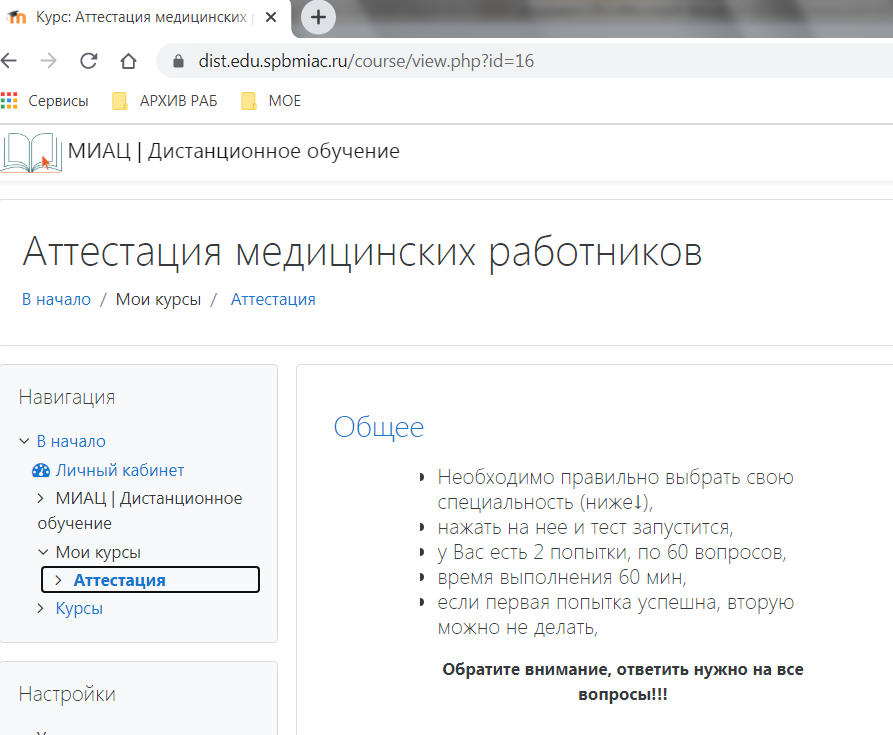 Курс: Аттестация медицинских
dist.edu.spbmiac.ru/course/view.php?id=16
Сервисы АРХИВ РАБ МОЕ
МИАЦ | Дистанционное обучение
Аттестация медицинских работников
В начало / Мои курсы / Аттестация
Навигация
В начало
Личный кабинет
МИАЦ | Дистанционное
обучение
Мои курсы
Аттестация
Курсы
Настройки
Общее
Необходимо правильно выбрать свою
специальность (ниже↓),
нажать на нее и тест запустится,
у Вас есть 2 попытки, по 60 вопросов,
время выполнения 60 мин,
если первая попытка успешна, вторую
можно не делать,
Обратите внимание, ответить нужно на все
вопросы!!!